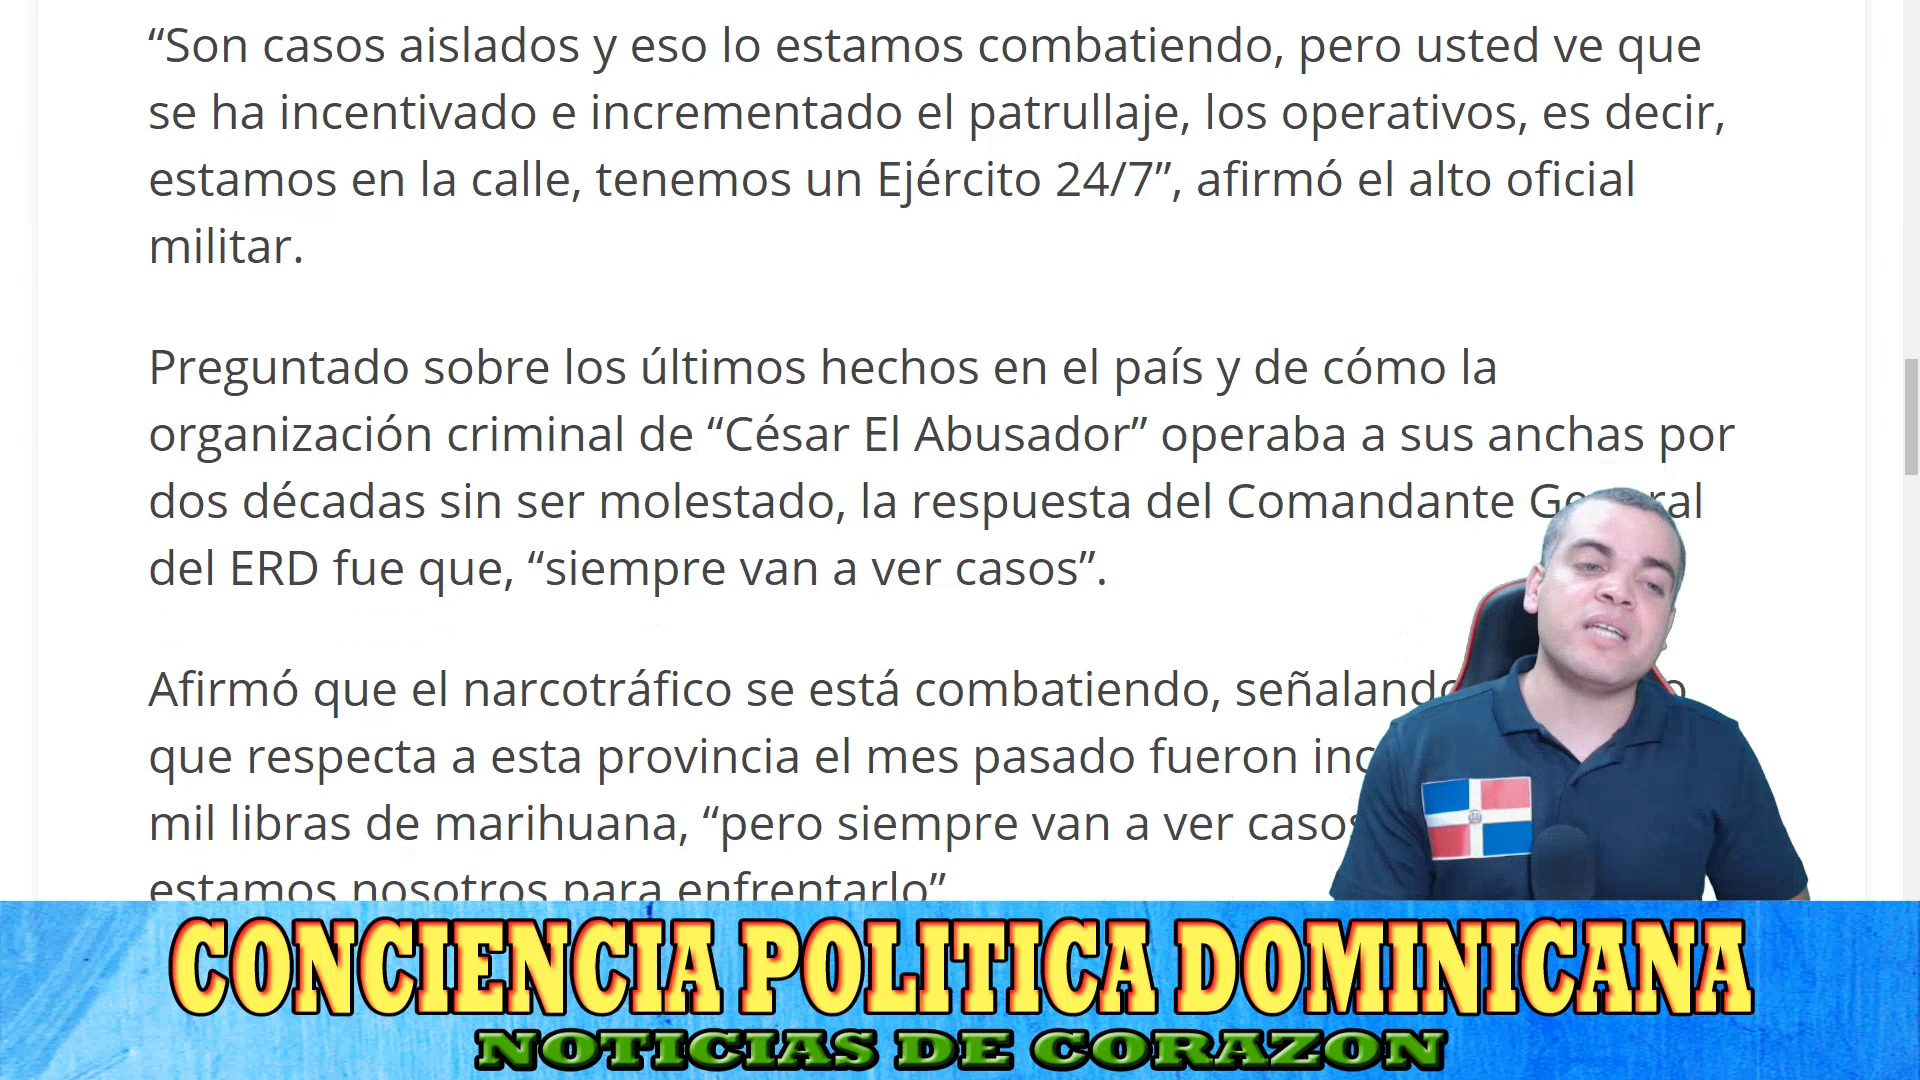 “Son casos aislados y eso lo estamos combatiendo, pero usted ve que
se ha incentivado e incrementado el patrullaje, los operativos, es decir,
estamos en la calle, tenemos un Ejército 24/7”, afirmó el alto oficial
militar.
Preguntado sobre los últimos hechos en el país y de cómo la
organización criminal de “César El Abusador” operaba a sus anchas por
dos décadas sin ser molestado, la respuesta del Comandante General
del ERD fue que, “siempre van a ver casos”.
Afirmó que el narcotráfico se está combatiendo, señalando
que respecta a esta provincia el mes pasado fueron
mil libras de marihuana, “pero siempre van a ver casos
estamos nosotros para enfrentarlo”
CONCIENCIA POLITICA DOMINICANA
NOTICIAS DE CORAZON